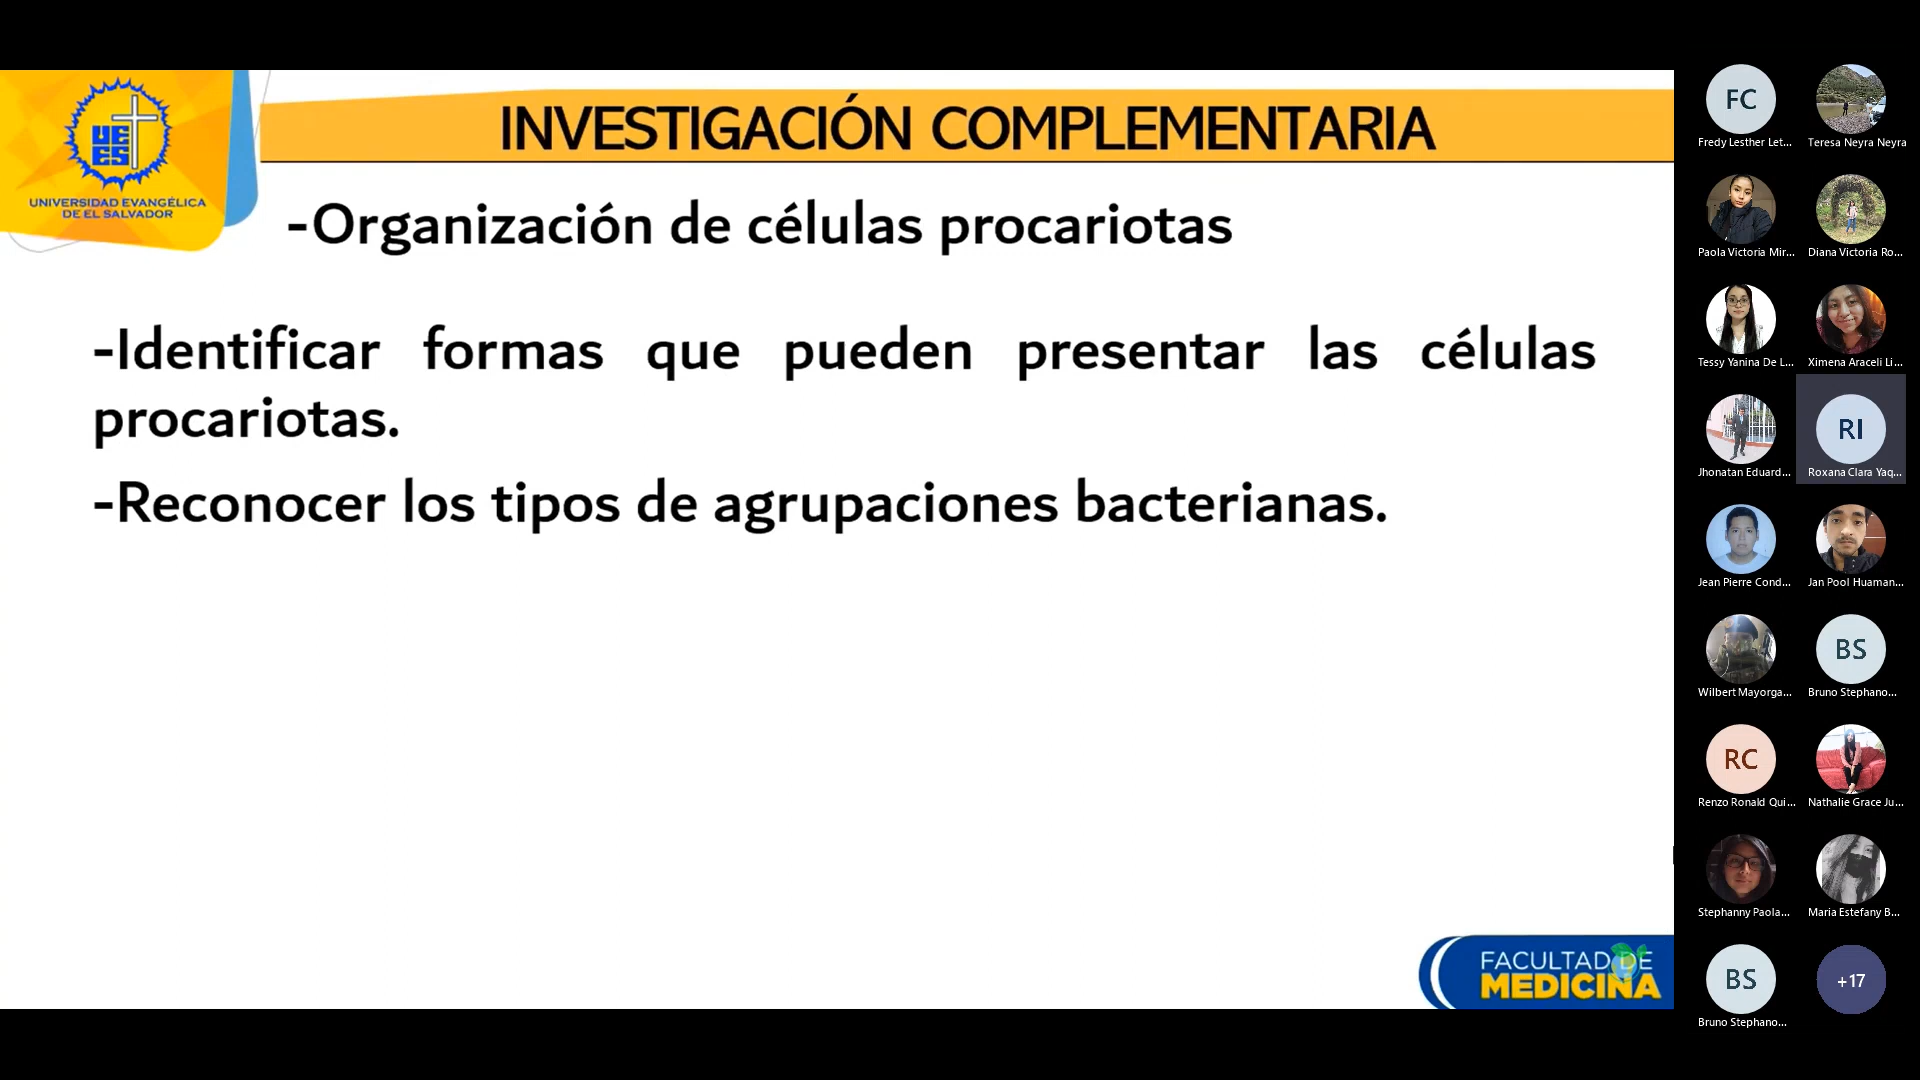 INVESTIGACIÓN COMPLEMENTARIA
UEES
UNIVERSIDAD EVANGÉLICA
DE EL SALVADOR
-Organización de células procariotas
-Identificar formas que pueden presentar las células
procariotas.
-Reconocer los tipos de agrupaciones bacterianas.
FACULTAD DE
MEDICINA
FC
Fredy Lesther Let...
Teresa Neyra Neyra
Paola Victoria Mir...
Diana Victoria Ro...
Tessy Yanina De L...
Ximena Araceli Li...
Jhonatan Eduard...
RI
Roxana Clara Yaq...
Jean Pierre Cond...
Jan Pool Huaman...
Wilbert Mayorga...
BS
Bruno Stephano...
RC
Renzo Ronald Qui...
Nathalie Grace Ju...
Stephanny Paola...
Maria Estefany B...
BS
Bruno Stephano...
+17